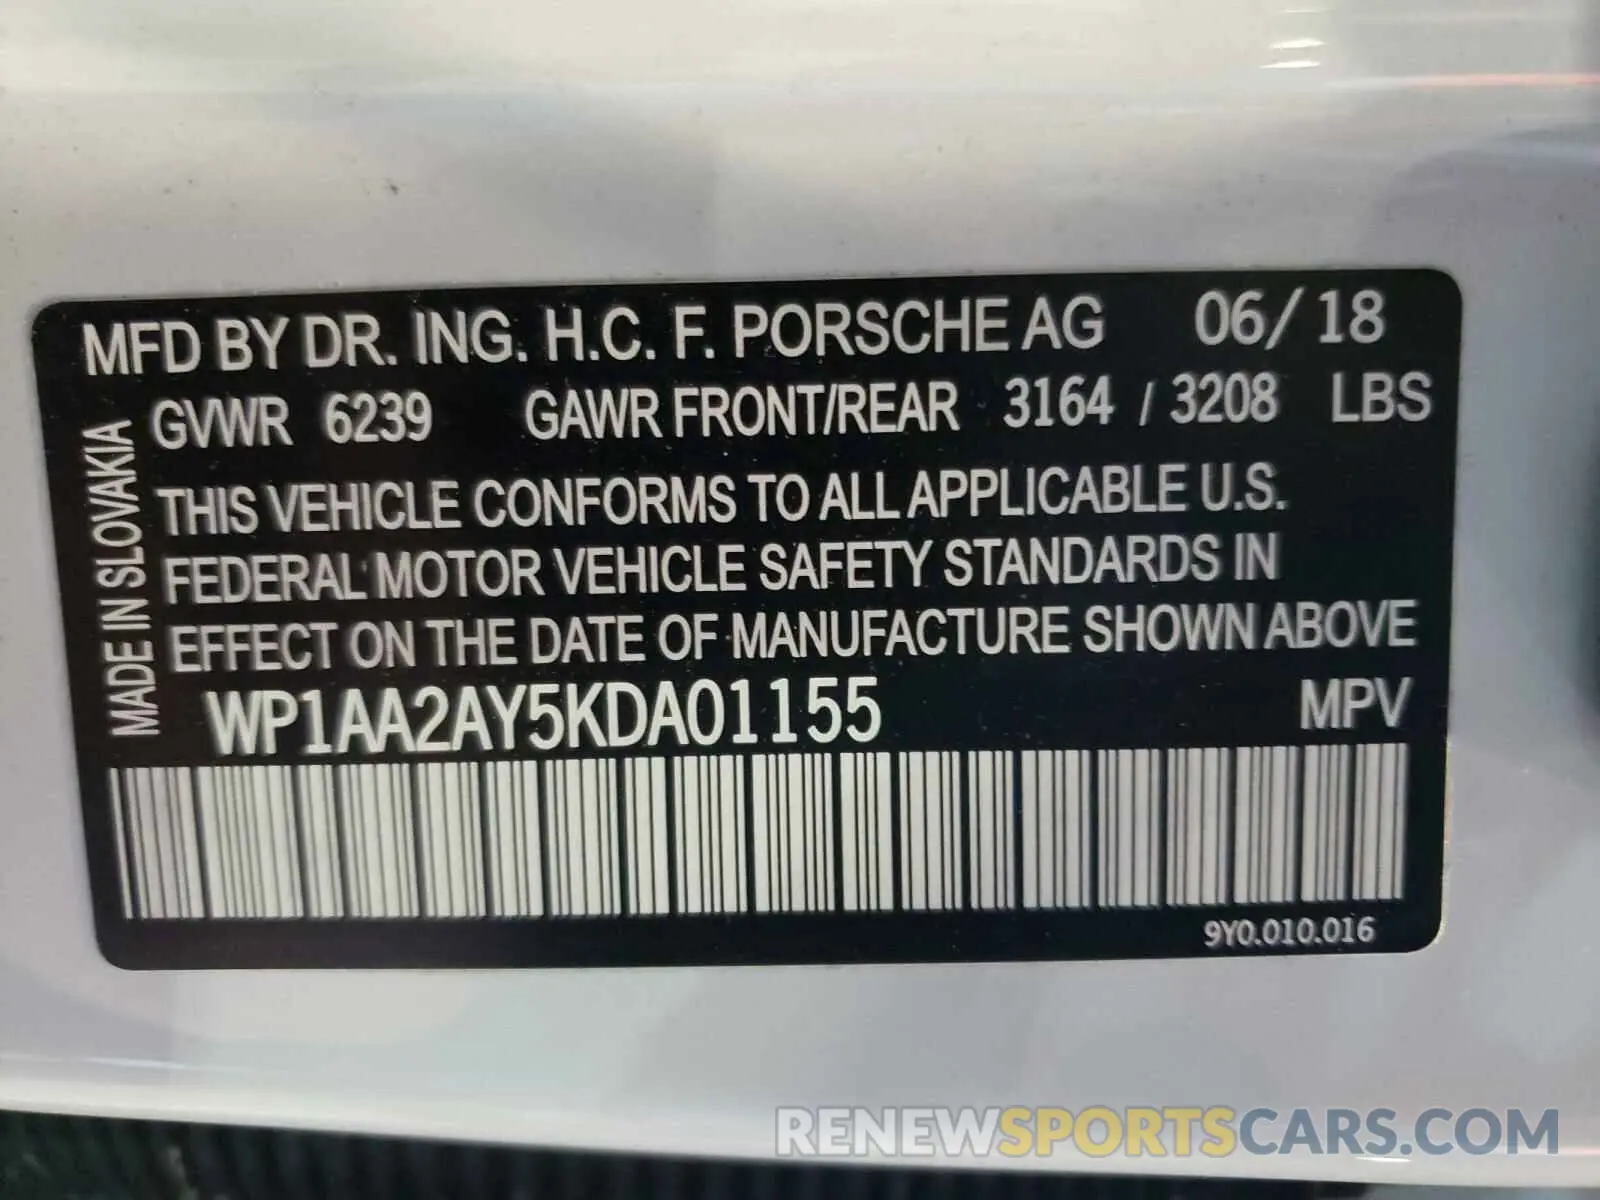 MFD BY DR. ING. H.C. F. PORSCHE AG 06/18
GVWR 6239 GAWR FRONT/REAR 3164 / 3208 LBS
THIS VEHICLE CONFORMS TO ALL APPLICABLE U.S.
FEDERAL MOTOR VEHICLE SAFETY STANDARDS IN
EFFECT ON THE DATE OF MANUFACTURE SHOWN ABOVE
MADE IN SLOVAKIA
WP1AA2AY5KDA01155 MPV
9Y0.010.016
RENEWSPORTSCARS.COM